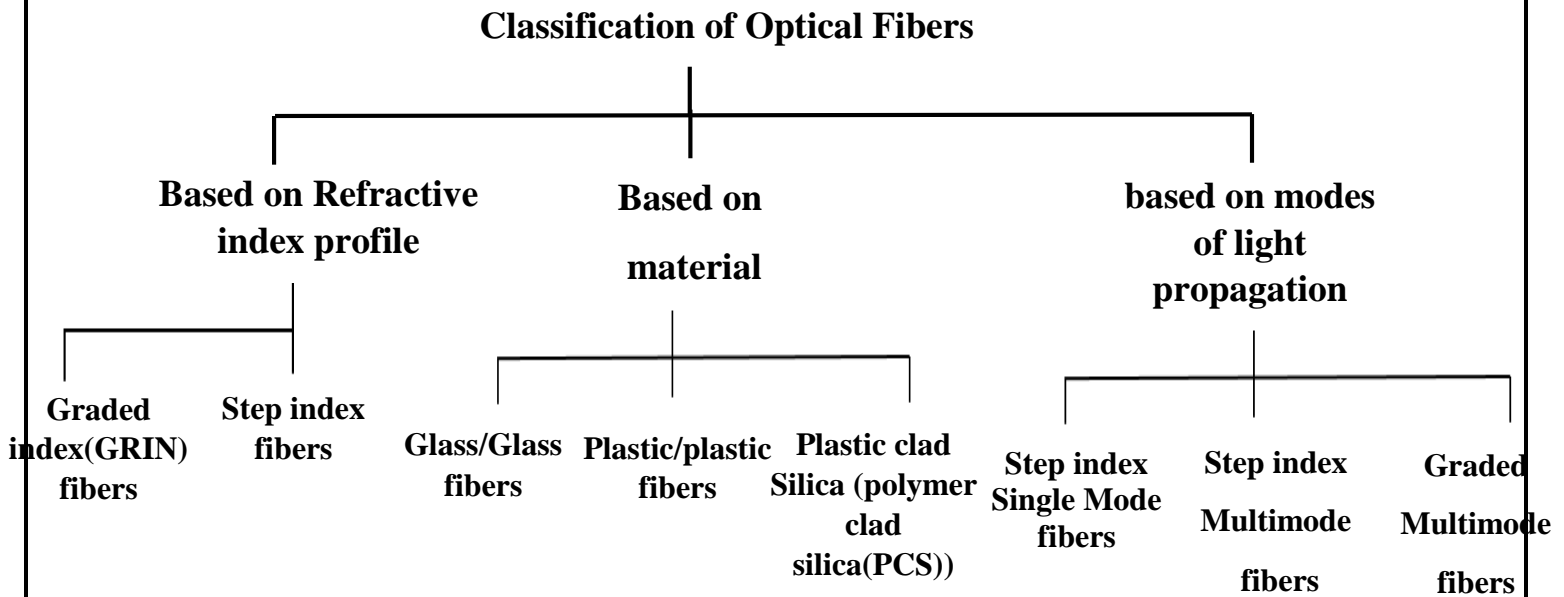 Classification of Optical Fibers
Based on Refractive
index profile
Based on
material
based on modes
of light
propagation
Graded
index(GRIN)
fibers
Step index
fibers
Glass/Glass
fibers
Plastic/plastic
fibers
Plastic clad
Silica (polymer
clad
silica(PCS))
Step index
Single Mode
fibers
Step index
Multimode
fibers
Graded
Multimode
fibers